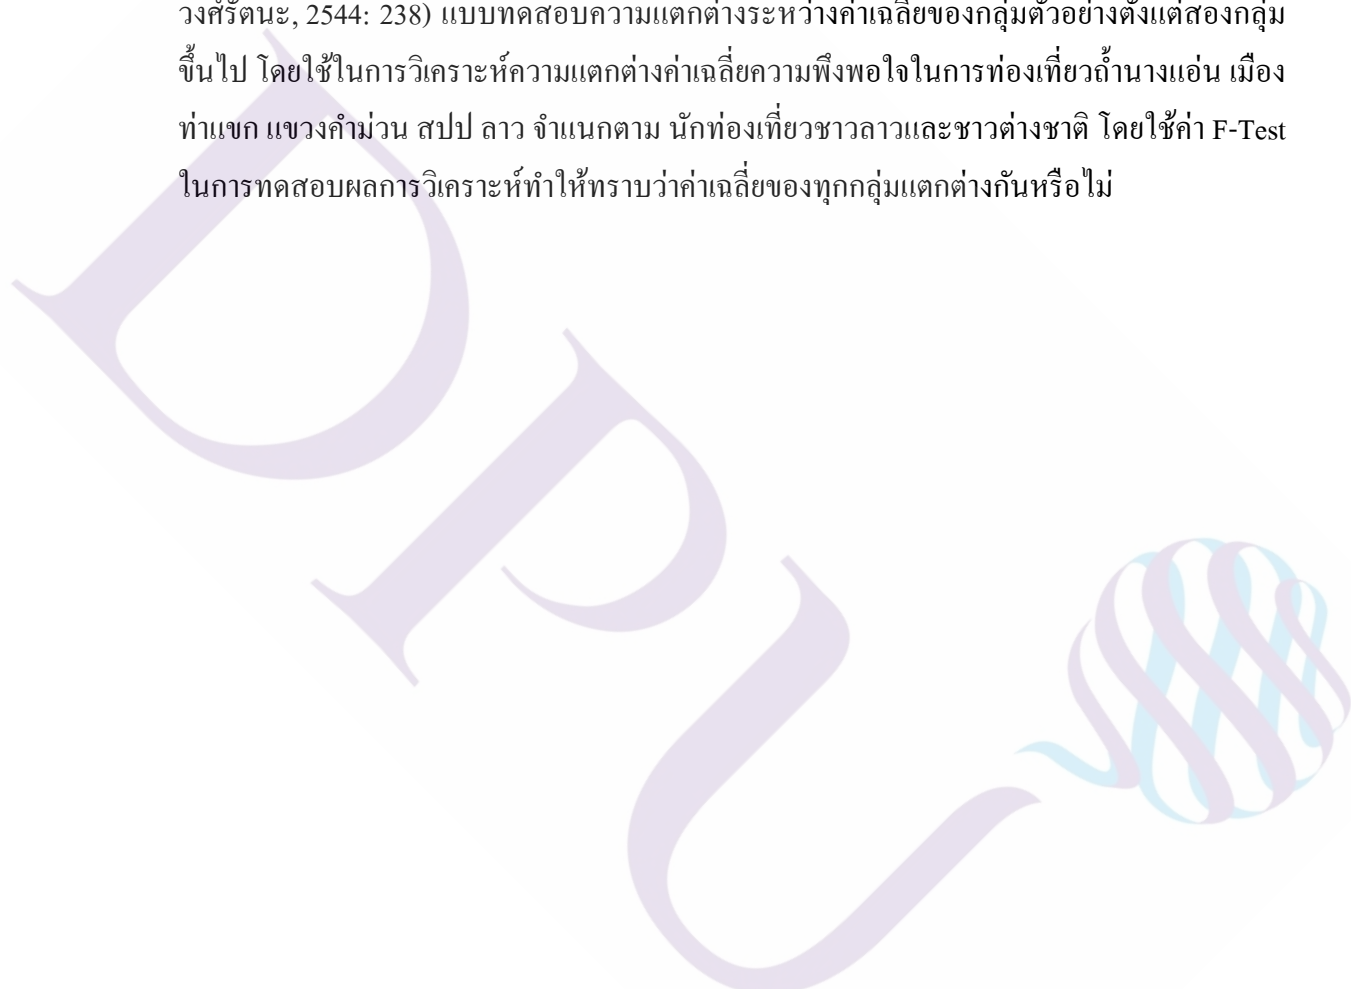 วงศ์รัตนะ, 2544: 238) แบบทดสอบความแตกต่างระหว่างค่าเฉลี่ยของกลุ่มตัวอย่างตั้งแต่สองกลุ่ม
ขึ้นไป โดยใช้ในการวิเคราะห์ความแตกต่างค่าเฉลี่ยความพึงพอใจในการท่องเที่ยวถ้ำนางแอ่น เมือง
ท่าแขก แขวงคำม่วน สปป ลาว จำแนกตาม นักท่องเที่ยวชาวลาวและชาวต่างชาติ โดยใช้ค่า F-Test
ในการทดสอบผลการวิเคราะห์ทำให้ทราบว่าค่าเฉลี่ยของทุกกลุ่มแตกต่างกันหรือไม่
DPU